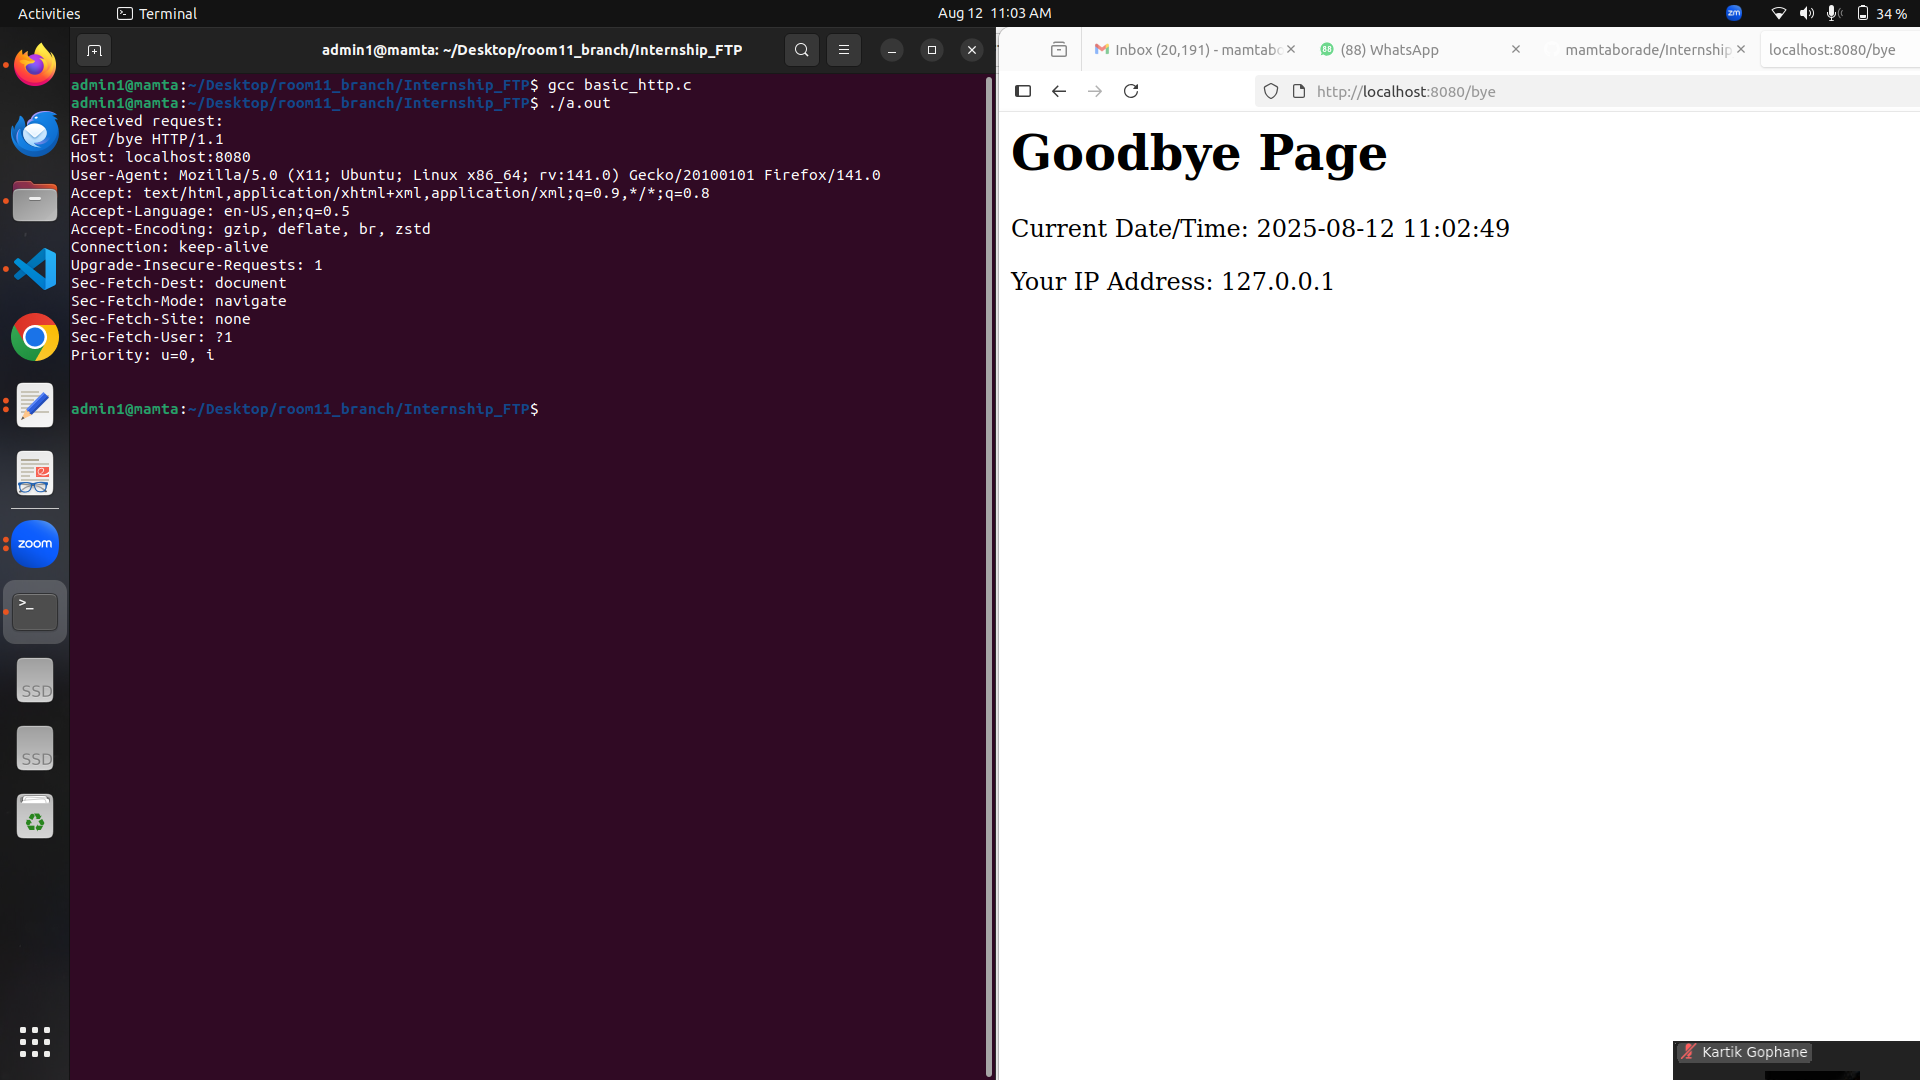 Activities
Terminal
Aug 12 11:03 AM
zm
34 %
admin1@mamta: ~/Desktop/room11_branch/Internship_FTP
admin1@mamta:~/Desktop/room11_branch/Internship_FTP$ gcc basic_http.c
admin1@mamta:~/Desktop/room11_branch/Internship_FTP$ ./a.out
Received request:
GET /bye HTTP/1.1
Host: localhost:8080
User-Agent: Mozilla/5.0 (X11; Ubuntu; Linux x86_64; rv:141.0) Gecko/20100101 Firefox/141.0
Accept: text/html,application/xhtml+xml,application/xml;q=0.9,*/*;q=0.8
Accept-Language: en-US,en;q=0.5
Accept-Encoding: gzip, deflate, br, zstd
Connection: keep-alive
Upgrade-Insecure-Requests: 1
Sec-Fetch-Dest: document
Sec-Fetch-Mode: navigate
Sec-Fetch-Site: none
Sec-Fetch-User: ?1
Priority: u=0, i
admin1@mamta:~/Desktop/room11_branch/Internship_FTP$
zoom
>_
SSD
SSD
Inbox (20,191) - mamtabo
88
(88) WhatsApp
mamtaborade/Internship
localhost:8080/bye
http://localhost:8080/bye
Goodbye Page
Current Date/Time: 2025-08-12 11:02:49
Your IP Address: 127.0.0.1
Kartik Gophane